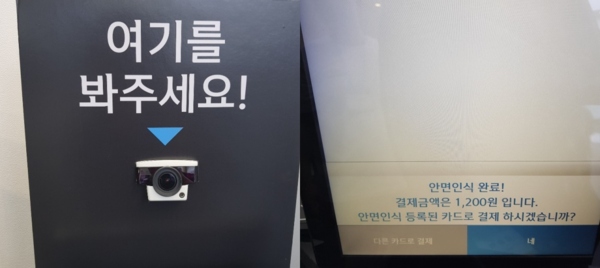 여기를
봐주세요!
안면인식 완료!
결제금액은 1,200원 입니다.
안면인식 등록된 카드로 결제 하시겠습니까?
다른 카드로 결제
네